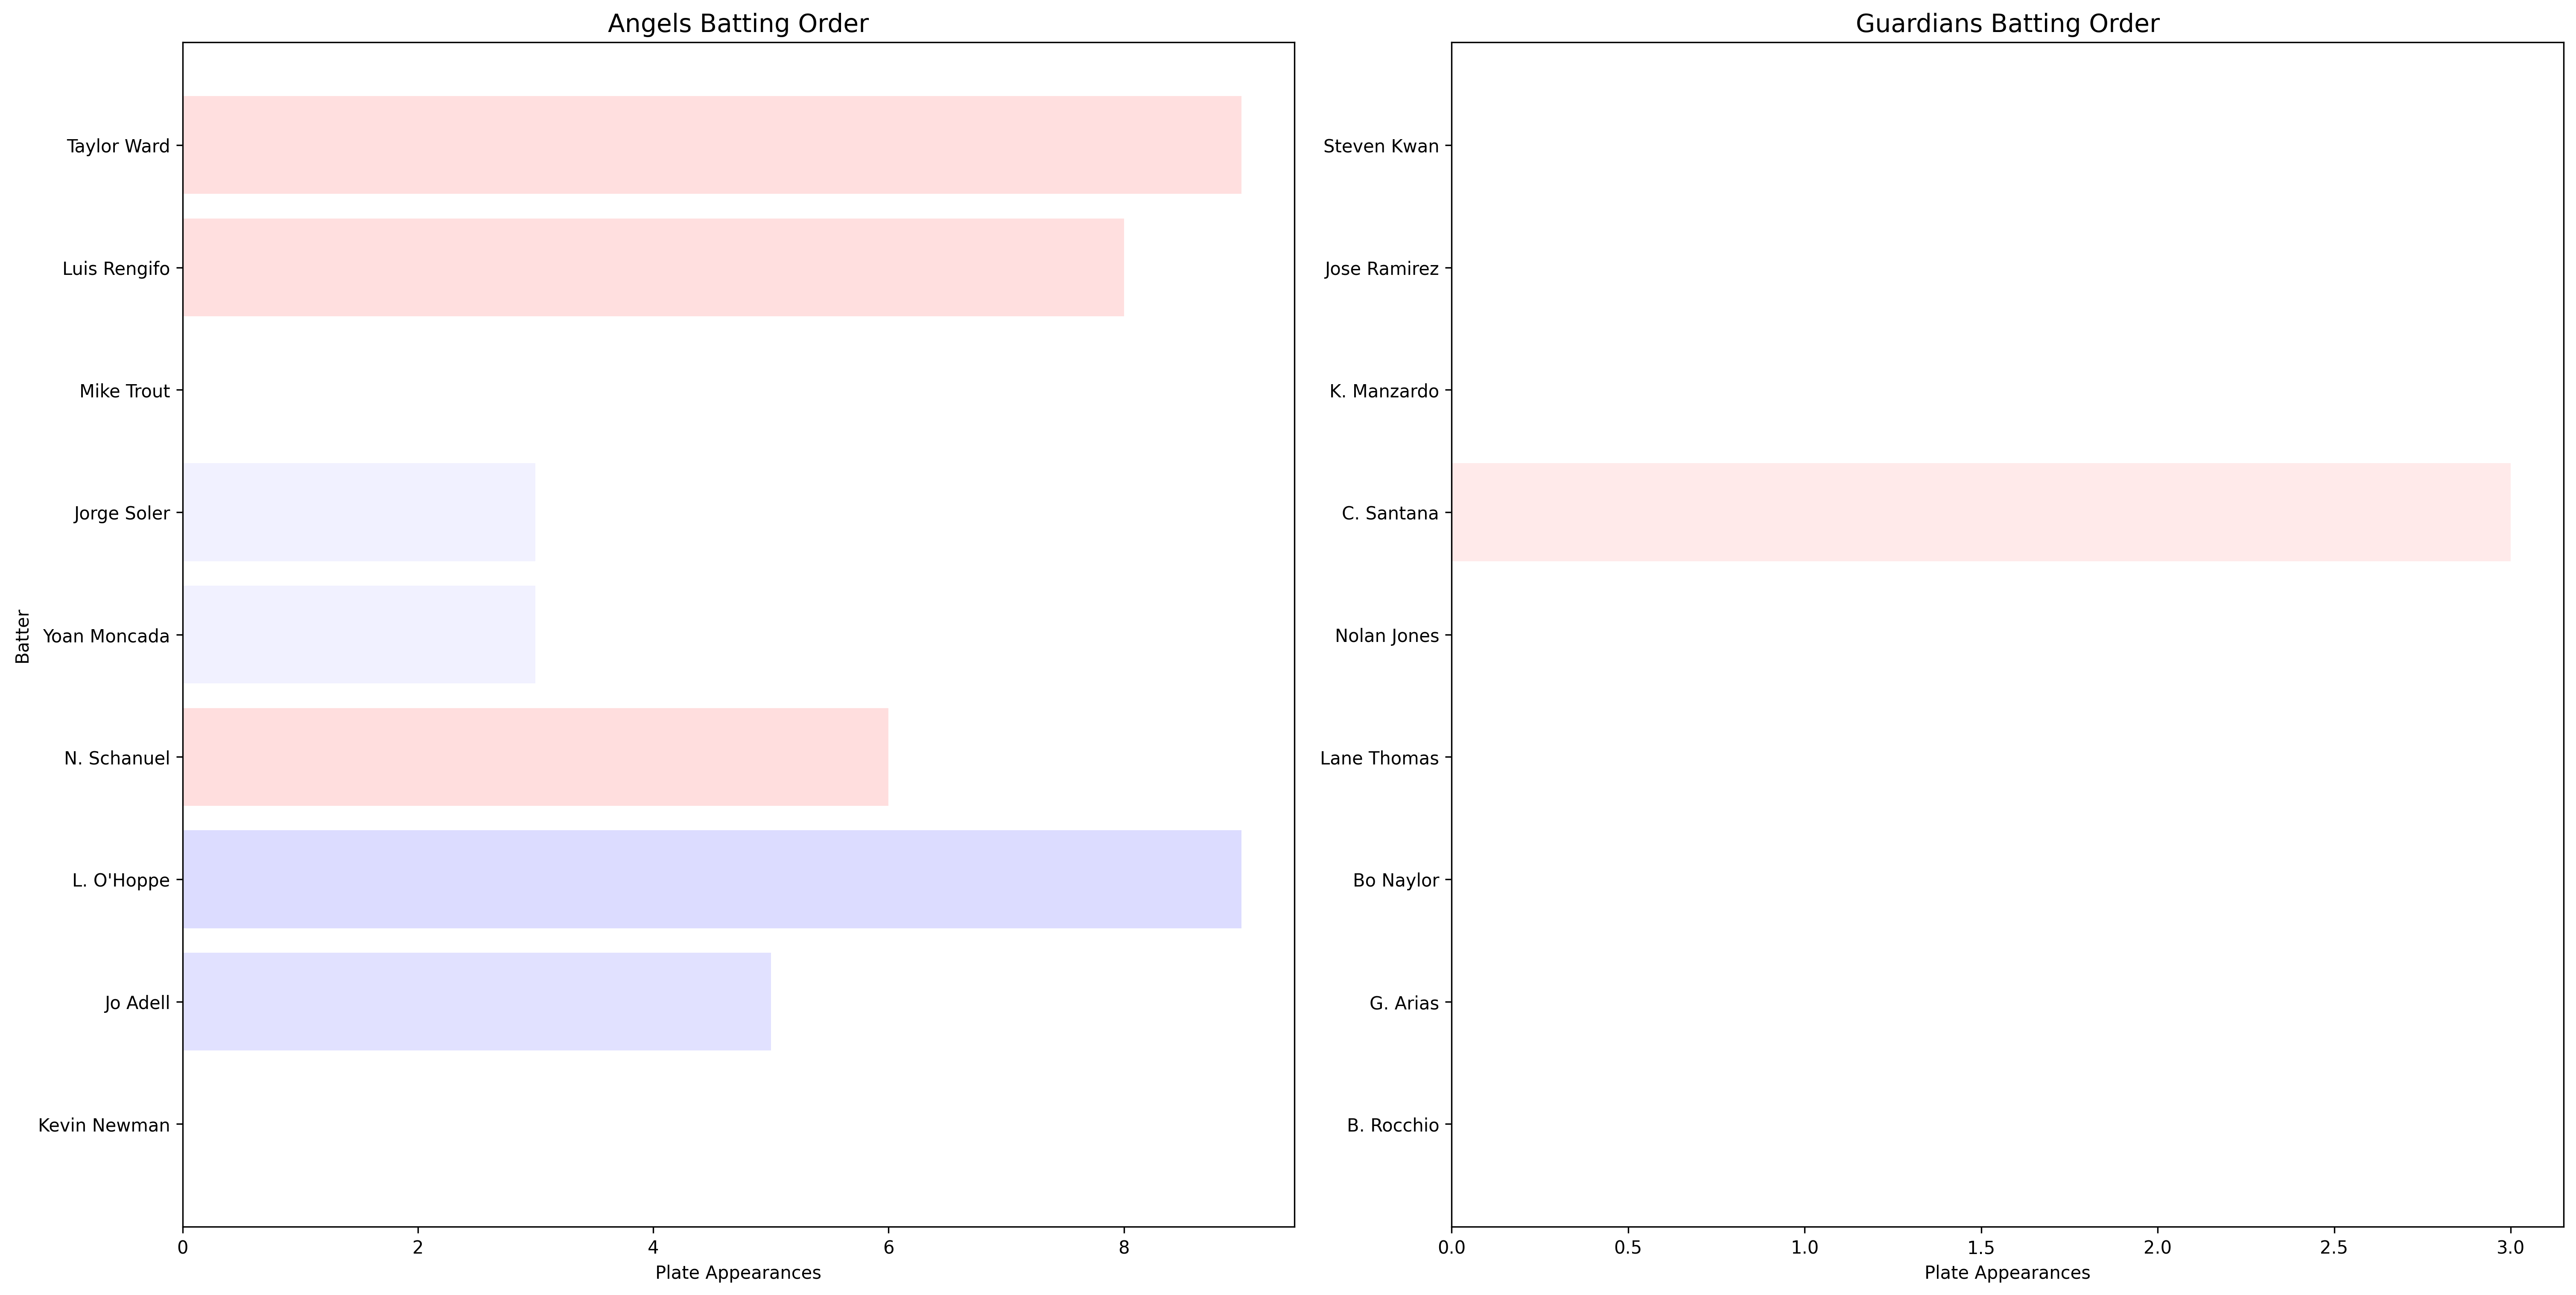 Angels Batting Order
Batter
Taylor Ward
Luis Rengifo
Mike Trout
Jorge Soler
Yoan Moncada
N. Schanuel
L. O'Hoppe
Jo Adell
Kevin Newman
0 2 4 6 8
Plate Appearances
Guardians Batting Order
Steven Kwan
Jose Ramirez
K. Manzardo
C. Santana
Nolan Jones
Lane Thomas
Bo Naylor
G. Arias
B. Rocchio
0.0 0.5 1.0 1.5 2.0 2.5 3.0
Plate Appearances